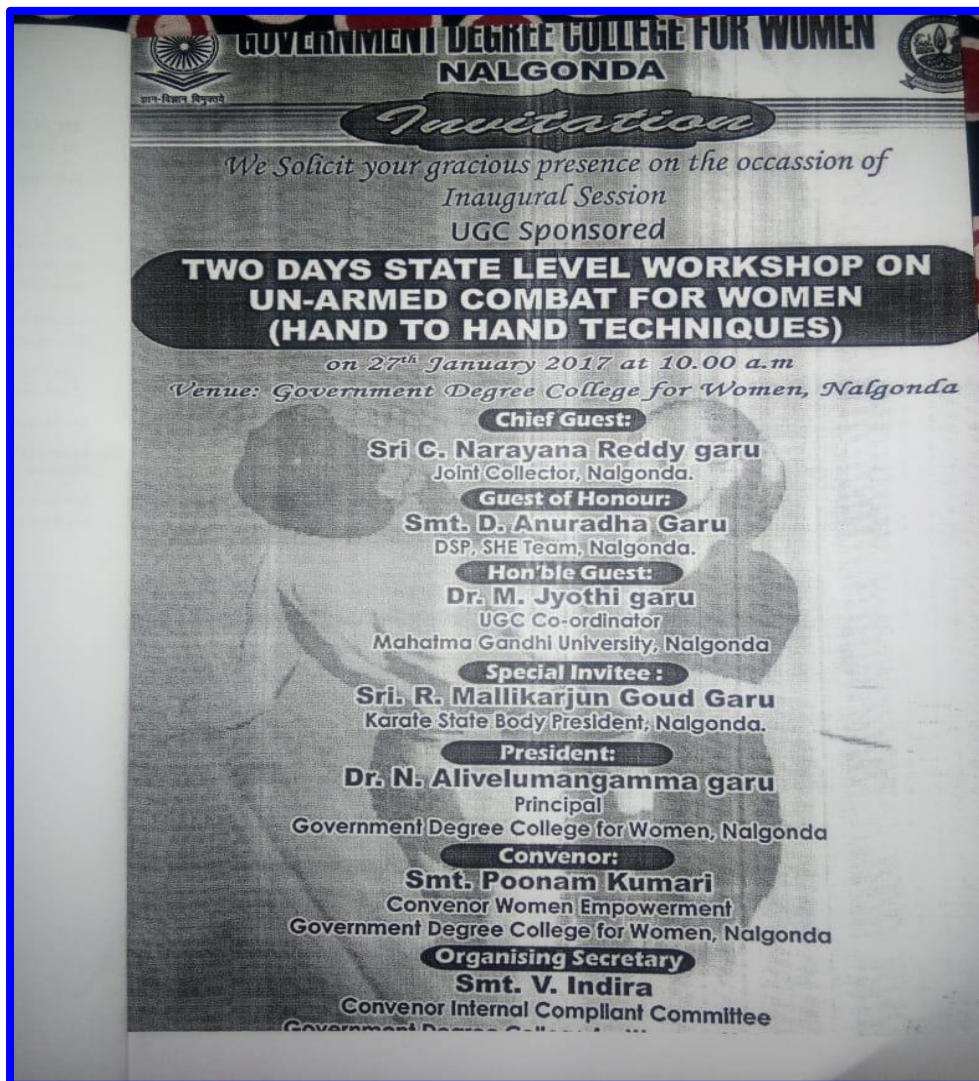 GOVERNMENT DEGREE COLLEGE FOR WOMEN
NALGONDA
ज्ञान-विज्ञान विमुक्तये
Invitation
We Solicit your gracious presence on the occassion of
Inaugural Session
UGC Sponsored
TWO DAYS STATE LEVEL WORKSHOP ON
UN-ARMED COMBAT FOR WOMEN
(HAND TO HAND TECHNIQUES)
on 27th January 2017 at 10.00 a.m
Venue: Government Degree College for Women, Nalgonda
Chief Guest:
Sri C. Narayana Reddy garu
Joint Collector, Nalgonda.
Guest of Honour:
Smt. D. Anuradha Garu
DSP, SHE Team, Nalgonda.
Hon'ble Guest:
Dr. M. Jyothi garu
UGC Co-ordinator
Mahatma Gandhi University, Nalgonda
Special Invitee :
Sri. R. Mallikarjun Goud Garu
Karate State Body President, Nalgonda.
President:
Dr. N. Alivelumangamma garu
Principal
Government Degree College for Women, Nalgonda
Convenor:
Smt. Poonam Kumari
Convenor Women Empowerment
Government Degree College for Women, Nalgonda
Organising Secretary
Smt. V. Indira
Convenor Internal Compliant Committee
Government Degree College